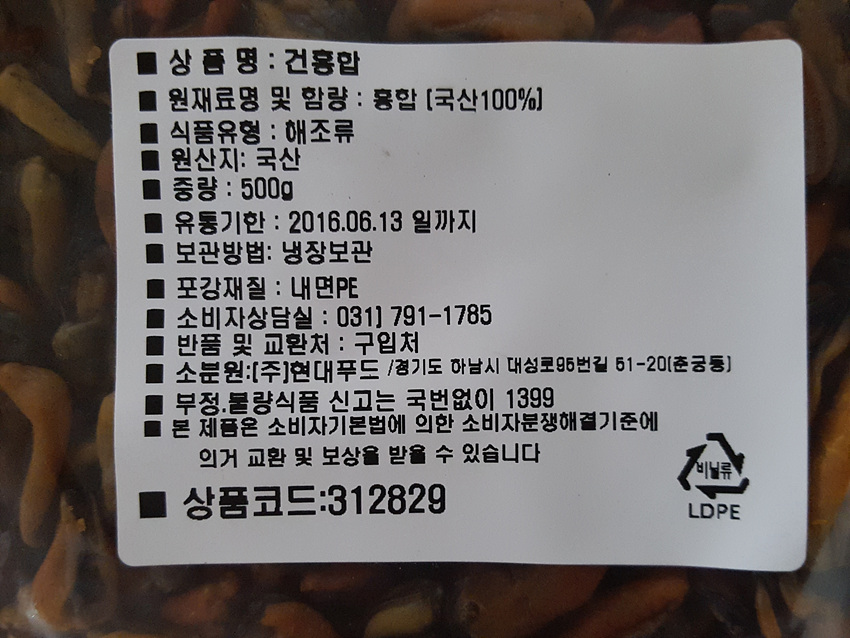 ■ 상 품 명 : 건홍합
■ 원재료명 및 함량 : 홍합 [국산100%]
■ 식품유형 : 해조류
■ 원산지: 국산
■ 중량 : 500g
■ 유통기한 : 2016.06.13 일까지
■ 보관방법: 냉장보관
■ 포강재질 : 내면PE
■ 소비자상담실 : 031) 791-1785
■ 반품 및 교환처 : 구입처
■ 소분원:[주]현대푸드 /경기도 하남시 대성로95번길 51-20(춘궁동)
■ 부정,불량식품 신고는 국번없이 1399
■ 본 제품은 소비자기본법에 의한 소비자분쟁해결기준에
의거 교환 및 보상을 받을 수 있습니다
비닐류
LDPE
■ 상품코드:312829